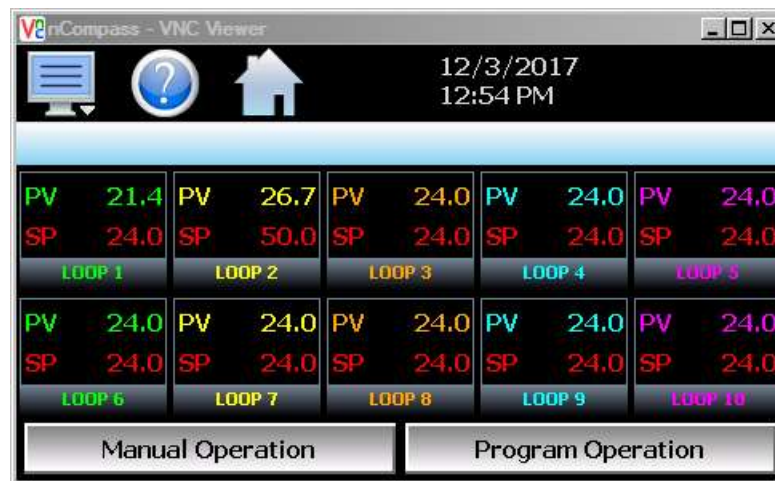 nCompass - VNC Viewer
12/3/2017
12:54 PM
PV 21.4 PV 26.7 PV 24.0 PV 24.0 PV 24.0
SP 24.0 SP 50.0 SP 24.0 SP 24.0 SP 24.0
LOOP 1 LOOP 2 LOOP 3 LOOP 4 LOOP 5
PV 24.0 PV 24.0 PV 24.0 PV 24.0 PV 24.0
SP 24.0 SP 24.0 SP 24.0 SP 24.0 SP 24.0
LOOP 6 LOOP 7 LOOP 8 LOOP 9 LOOP 10
Manual Operation Program Operation